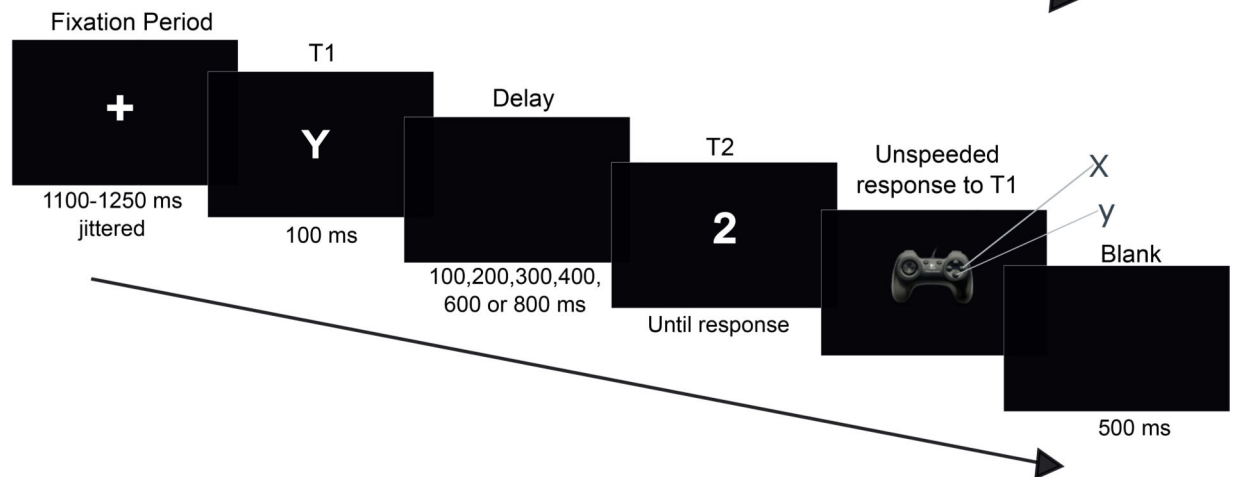 Fixation Period
+
1100-1250 ms
jittered
T1
Y
100 ms
Delay
100,200,300,400,
600 or 800 ms
T2
2
Until response
Unspeeded
response to T1
X
y
Blank
500 ms